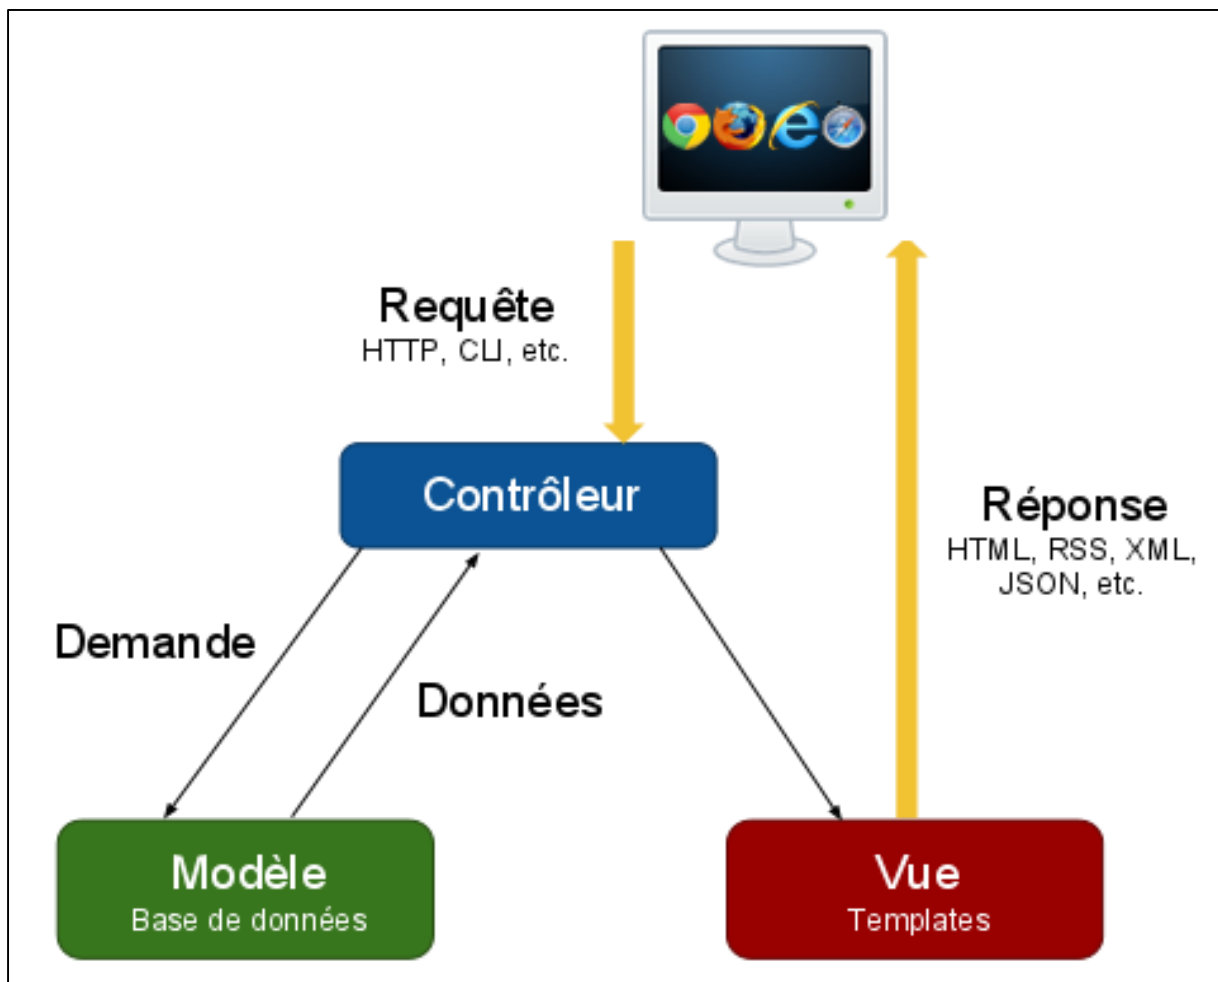 Requête
HTTP, CLI, etc.
Contrôleur
Réponse
HTML, RSS, XML,
JSON, etc.
Demande
Données
Modèle
Base de données
Vue
Templates